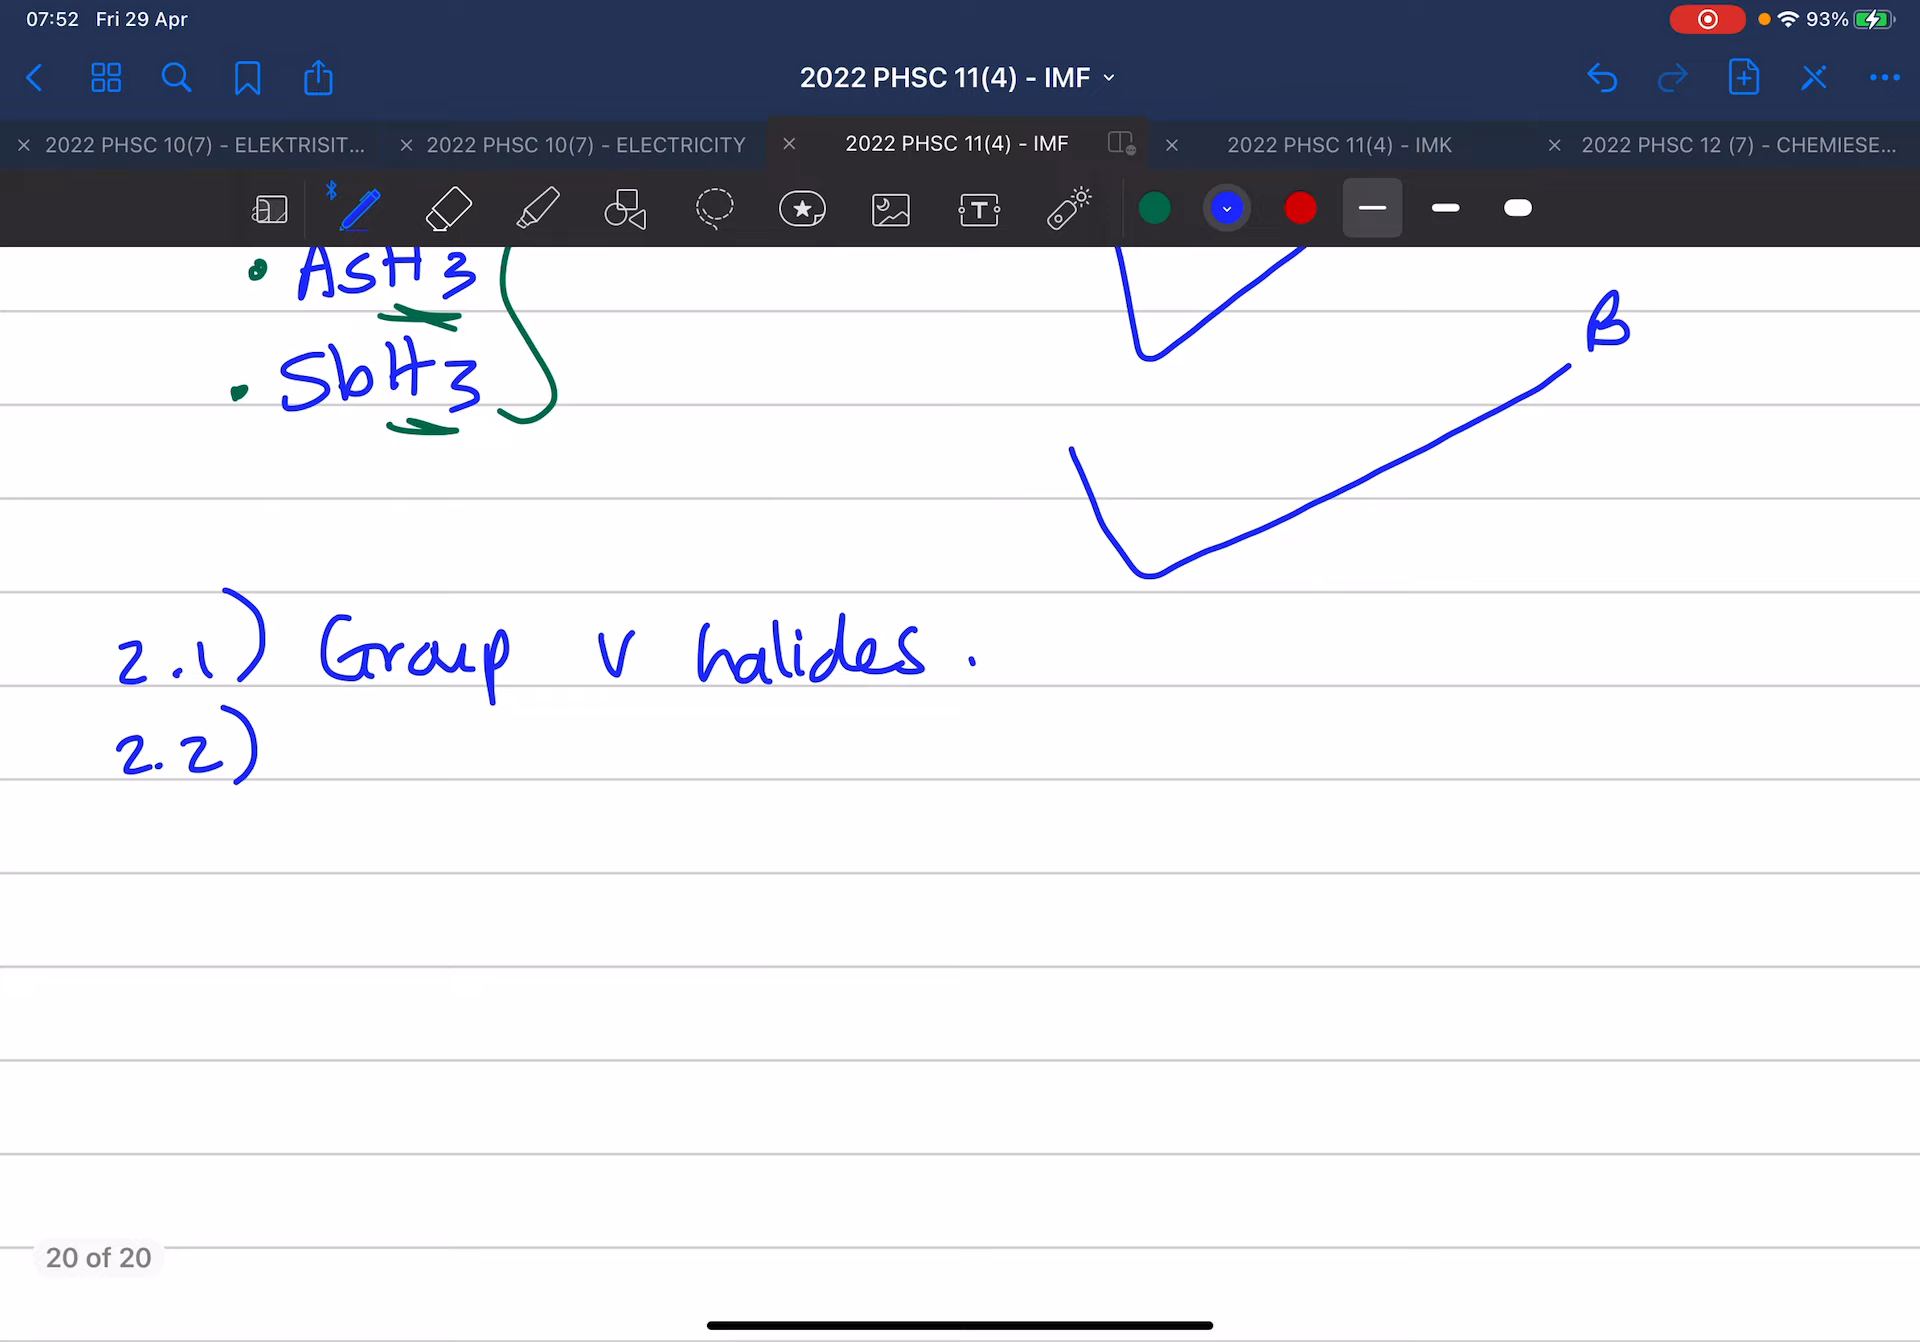 07:52 Fri 29 Apr
93%
2022 PHSC 11(4) - IMF
2022 PHSC 10(7) - ELEKTRISIT...
2022 PHSC 10(7) - ELECTRICITY
2022 PHSC 11(4) - IMF
2022 PHSC 11(4) - IMK
2022 PHSC 12 (7) - CHEMIESE...
T
• AsH3
B
• SbH3
2.1) Group V halides.
2.2)
20 of 20